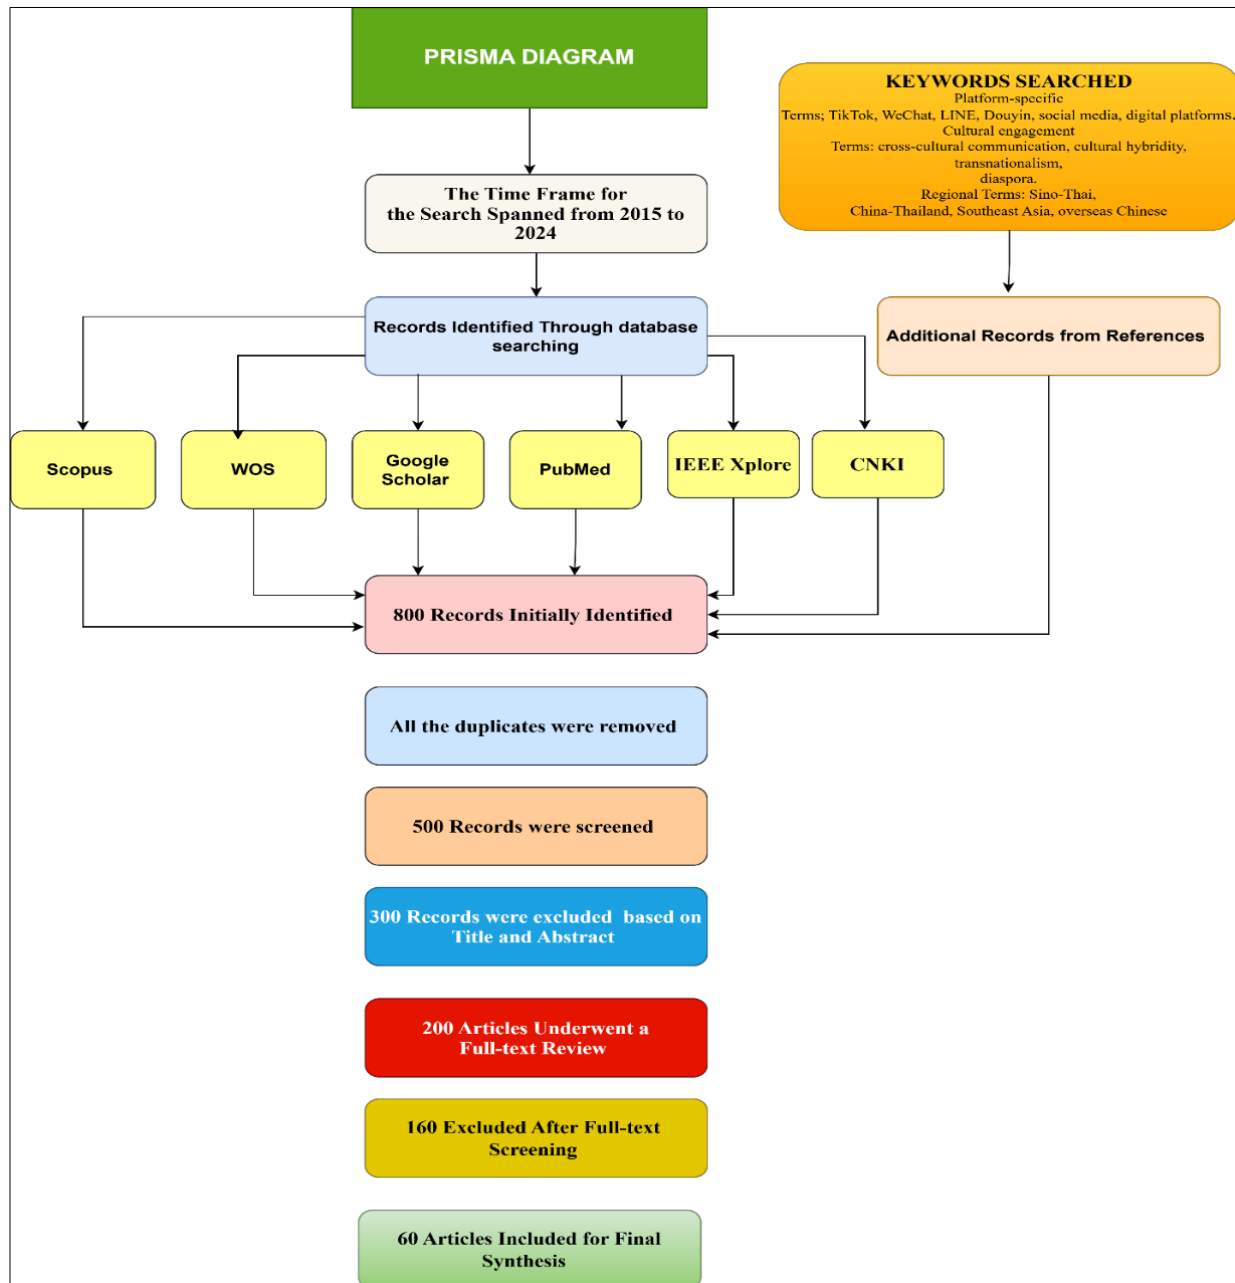 PRISMA DIAGRAM
KEYWORDS SEARCHED
Platform-specific
Terms; TikTok, WeChat, LINE, Douyin, social media, digital platforms.
Cultural engagement
Terms: cross-cultural communication, cultural hybridity,
transnationalism,
diaspora.
Regional Terms: Sino-Thai,
China-Thailand, Southeast Asia, overseas Chinese
The Time Frame for
the Search Spanned from 2015 to
2024
Records Identified Through database
searching
Additional Records from References
Scopus
WOS
Google
Scholar
PubMed
IEEE Xplore
CNKI
800 Records Initially Identified
All the duplicates were removed
500 Records were screened
300 Records were excluded based on
Title and Abstract
200 Articles Underwent a
Full-text Review
160 Excluded After Full-text
Screening
60 Articles Included for Final
Synthesis